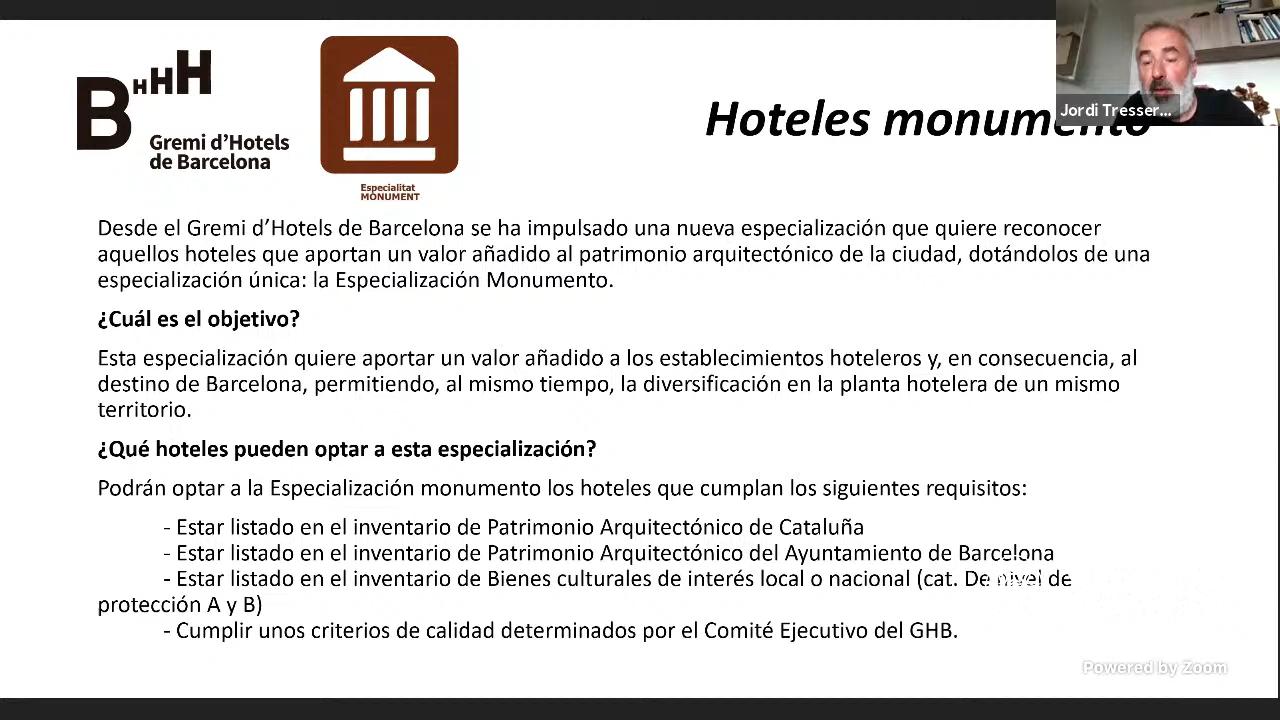 BHHH
Gremi d'Hotels
de Barcelona
Especialitat
MONUMENT
Hoteles monumento
Jordi Tresser...
Desde el Gremi d'Hotels de Barcelona se ha impulsado una nueva especialización que quiere reconocer
aquellos hoteles que aportan un valor añadido al patrimonio arquitectónico de la ciudad, dotándolos de una
especialización única: la Especialización Monumento.
¿Cuál es el objetivo?
Esta especialización quiere aportar un valor añadido a los establecimientos hoteleros y, en consecuencia, al
destino de Barcelona, permitiendo, al mismo tiempo, la diversificación en la planta hotelera de un mismo
territorio.
¿Qué hoteles pueden optar a esta especialización?
Podrán optar a la Especialización monumento los hoteles que cumplan los siguientes requisitos:
- Estar listado en el inventario de Patrimonio Arquitectónico de Cataluña
- Estar listado en el inventario de Patrimonio Arquitectónico del Ayuntamiento de Barcelona
- Estar listado en el inventario de Bienes culturales de interés local o nacional (cat. De nivel de
protección A y B)
- Cumplir unos criterios de calidad determinados por el Comité Ejecutivo del GHB.
Powered by Zoom